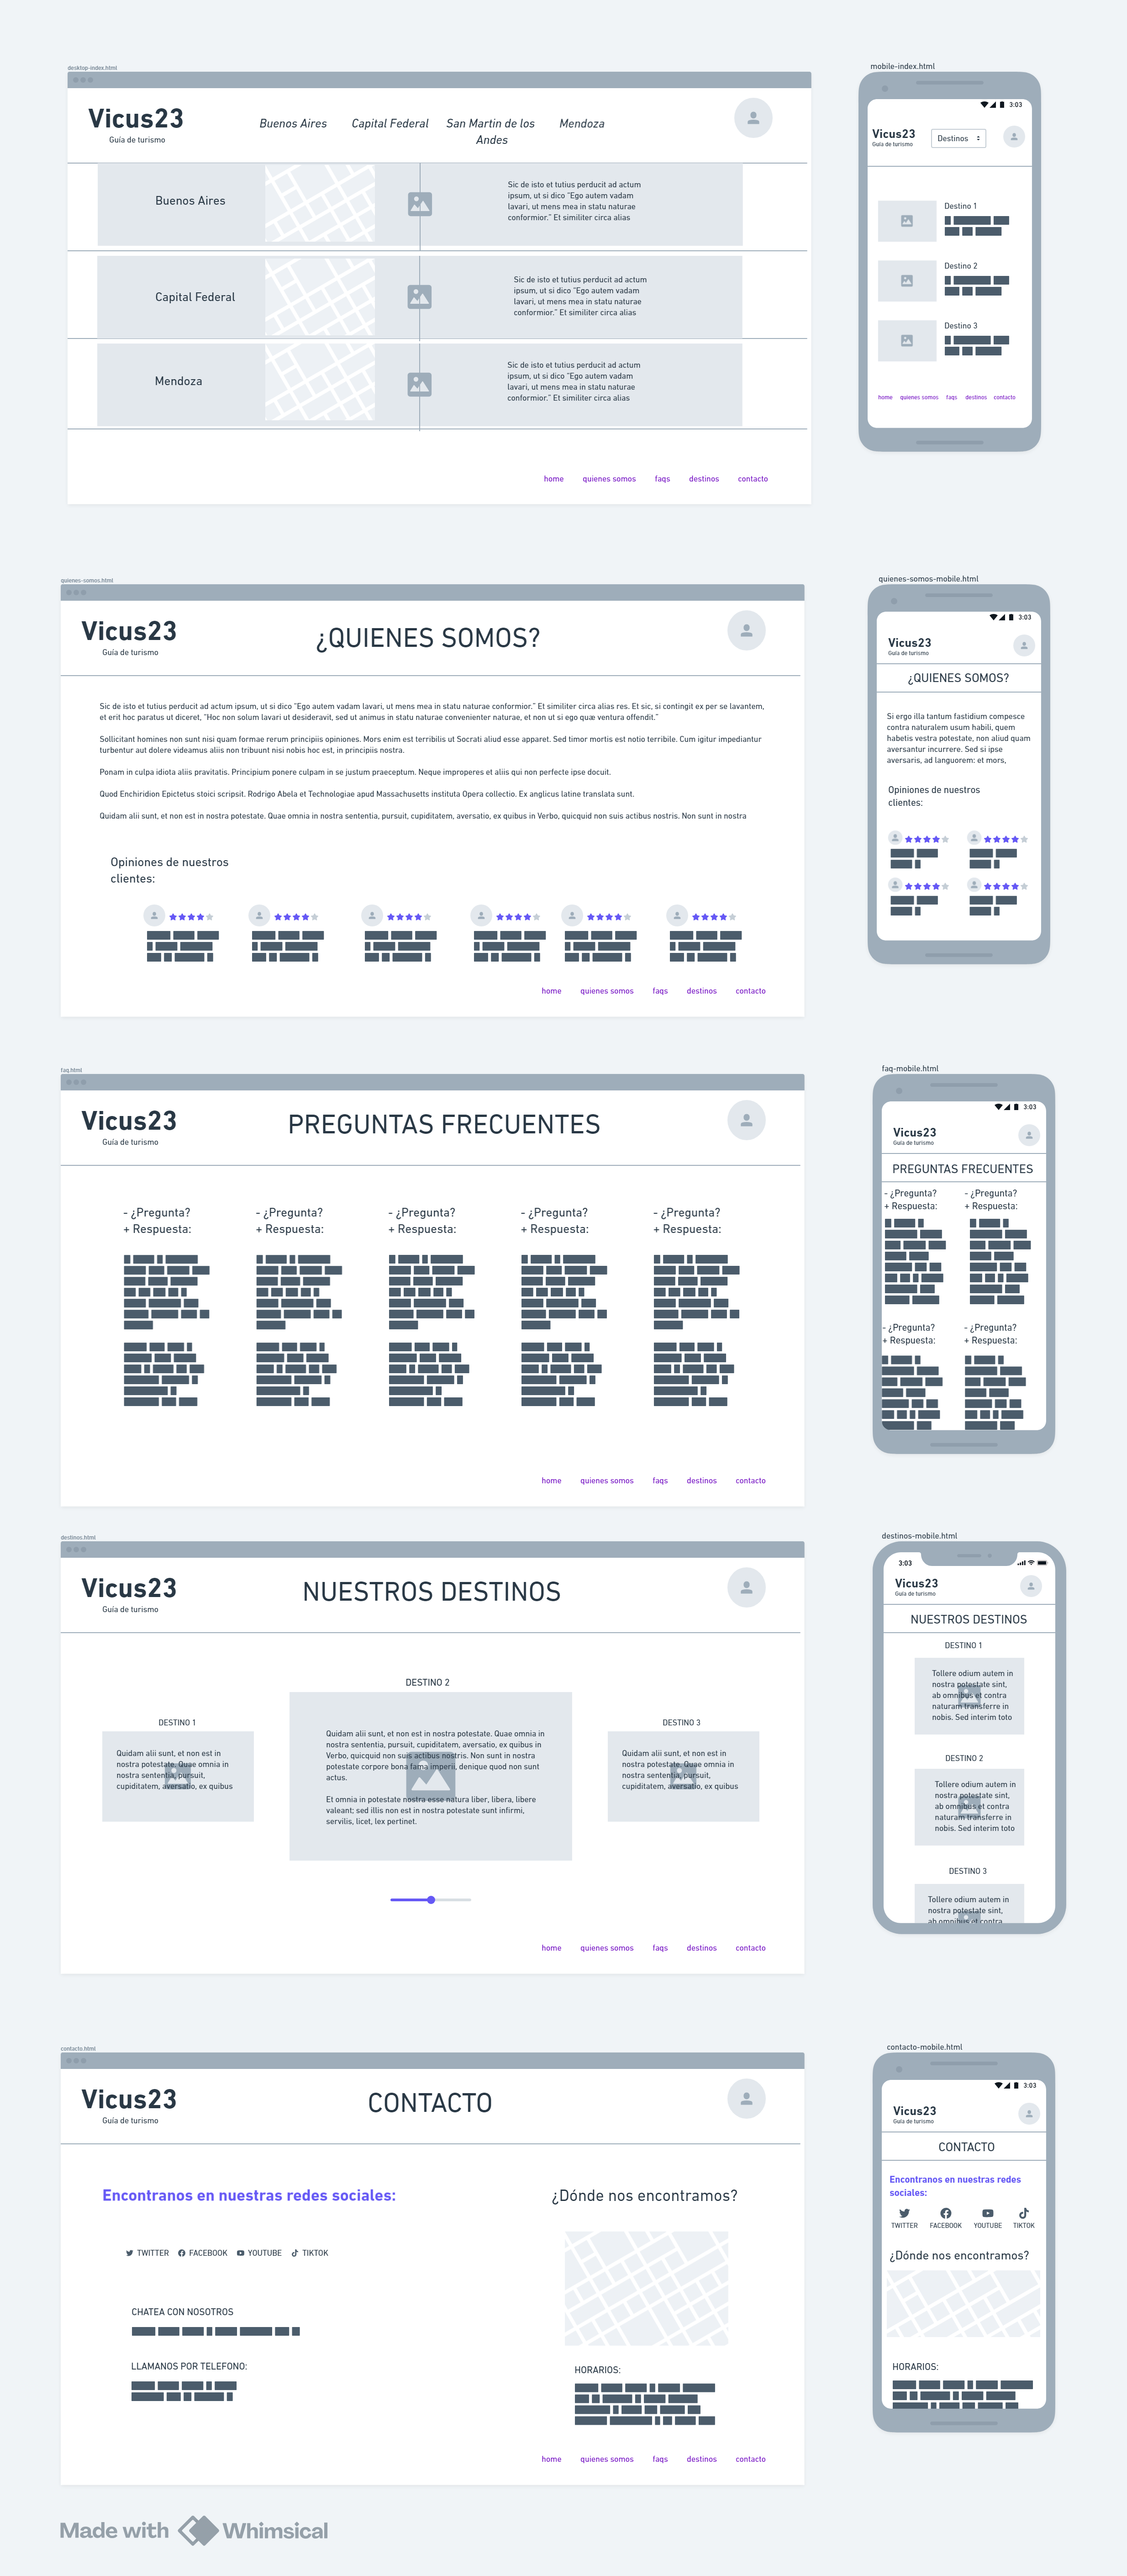 desktop-index.html
Vicus23
Guía de turismo
Buenos Aires
Capital Federal
San Martin de los
Andes
Mendoza
Buenos Aires
Sic de isto et tutius perducit ad actum
ipsum, ut si dico “Ego autem vadam
lavari, ut mens mea in statu naturae
conformior.” Et similiter circa alias
Capital Federal
Sic de isto et tutius perducit ad actum
ipsum, ut si dico “Ego autem vadam
lavari, ut mens mea in statu naturae
conformior.” Et similiter circa alias
Mendoza
Sic de isto et tutius perducit ad actum
ipsum, ut si dico “Ego autem vadam
lavari, ut mens mea in statu naturae
conformior.” Et similiter circa alias
home quienes somos faqs destinos contacto
mobile-index.html
3:03
Vicus23
Guía de turismo
Destinos
Destino 1
Destino 2
Destino 3
home quienes somos faqs destinos contacto
quienes-somos.html
Vicus23
Guía de turismo
¿QUIENES SOMOS?
Sic de isto et tutius perducit ad actum ipsum, ut si dico “Ego autem vadam lavari, ut mens mea in statu naturae conformior.” Et similiter circa alias res. Et sic, si contingit ex per se lavantem,
et erit hoc paratus ut diceret, “Hoc non solum lavari ut desideravit, sed ut animus in statu naturae convenienter naturae, et non ut si ego quæ ventura offendit.”
Sollicitant homines non sunt nisi quam formae rerum principiis opiniones. Mors enim est terribilis ut Socrati aliud esse apparet. Sed timor mortis est notio terribile. Cum igitur impediantur
turbentur aut dolere videamus aliis non tribuunt nisi nobis hoc est, in principiis nostra.
Ponam in culpa idiota aliis pravitatis. Principium ponere culpam in se justum praeceptum. Neque improperes et aliis qui non perfecte ipse docuit.
Quod Enchiridion Epictetus stoici scripsit. Rodrigo Abela et Technologiae apud Massachusetts instituta Opera collectio. Ex anglicus latine translata sunt.
Quidam alii sunt, et non est in nostra potestate. Quae omnia in nostra sententia, pursuit, cupiditatem, aversatio, ex quibus in Verbo, quicquid non suis actibus nostris. Non sunt in nostra
Opiniones de nuestros
clientes:
home quienes somos faqs destinos contacto
quienes-somos-mobile.html
3:03
Vicus23
Guía de turismo
¿QUIENES SOMOS?
Si ergo illa tantum fastidium compesce
contra naturalem usum habili, quem
habetis vestra potestate, non aliud quam
aversantur incurrere. Sed si ipse
aversaris, ad languorem: et mors,
Opiniones de nuestros
clientes:
faq.html
Vicus23
Guía de turismo
PREGUNTAS FRECUENTES
- ¿Pregunta?
+ Respuesta:
- ¿Pregunta?
+ Respuesta:
- ¿Pregunta?
+ Respuesta:
- ¿Pregunta?
+ Respuesta:
- ¿Pregunta?
+ Respuesta:
home quienes somos faqs destinos contacto
faq-mobile.html
3:03
Vicus23
Guía de turismo
PREGUNTAS FRECUENTES
- ¿Pregunta?
+ Respuesta:
- ¿Pregunta?
+ Respuesta:
- ¿Pregunta?
+ Respuesta:
- ¿Pregunta?
+ Respuesta:
destinos.html
Vicus23
Guía de turismo
NUESTROS DESTINOS
DESTINO 1
Quidam alii sunt, et non est in
nostra potestate. Quae omnia in
nostra sententia, pursuit,
cupiditatem, aversatio, ex quibus
DESTINO 2
Quidam alii sunt, et non est in nostra potestate. Quae omnia in
nostra sententia, pursuit, cupiditatem, aversatio, ex quibus in
Verbo, quicquid non suis actibus nostris. Non sunt in nostra
potestate corpore bona fama imperii, denique quod non sunt
actus.
Et omnia in potestate nostra esse natura liber, libera, libere
valeant; sed illis non est in nostra potestate sunt infirmi,
servilis, licet, lex pertinet.
DESTINO 3
Quidam alii sunt, et non est in
nostra potestate. Quae omnia in
nostra sententia, pursuit,
cupiditatem, aversatio, ex quibus
home quienes somos faqs destinos contacto
destinos-mobile.html
3:03
Vicus23
Guía de turismo
NUESTROS DESTINOS
DESTINO 1
Tollere odium autem in
nostra potestate sint,
ab omnibus et contra
naturam transferre in
nobis. Sed interim toto
DESTINO 2
Tollere odium autem in
nostra potestate sint,
ab omnibus et contra
naturam transferre in
nobis. Sed interim toto
DESTINO 3
Tollere odium autem in
nostra potestate sint,
ab omnibus et contra
contacto.html
Vicus23
Guía de turismo
CONTACTO
Encontranos en nuestras redes sociales:
TWITTER FACEBOOK YOUTUBE TIKTOK
CHATEA CON NOSOTROS
LLAMANOS POR TELEFONO:
¿Dónde nos encontramos?
HORARIOS:
home quienes somos faqs destinos contacto
contacto-mobile.html
3:03
Vicus23
Guía de turismo
CONTACTO
Encontranos en nuestras redes
sociales:
TWITTER FACEBOOK YOUTUBE TIKTOK
¿Dónde nos encontramos?
HORARIOS:
Made with Whimsical